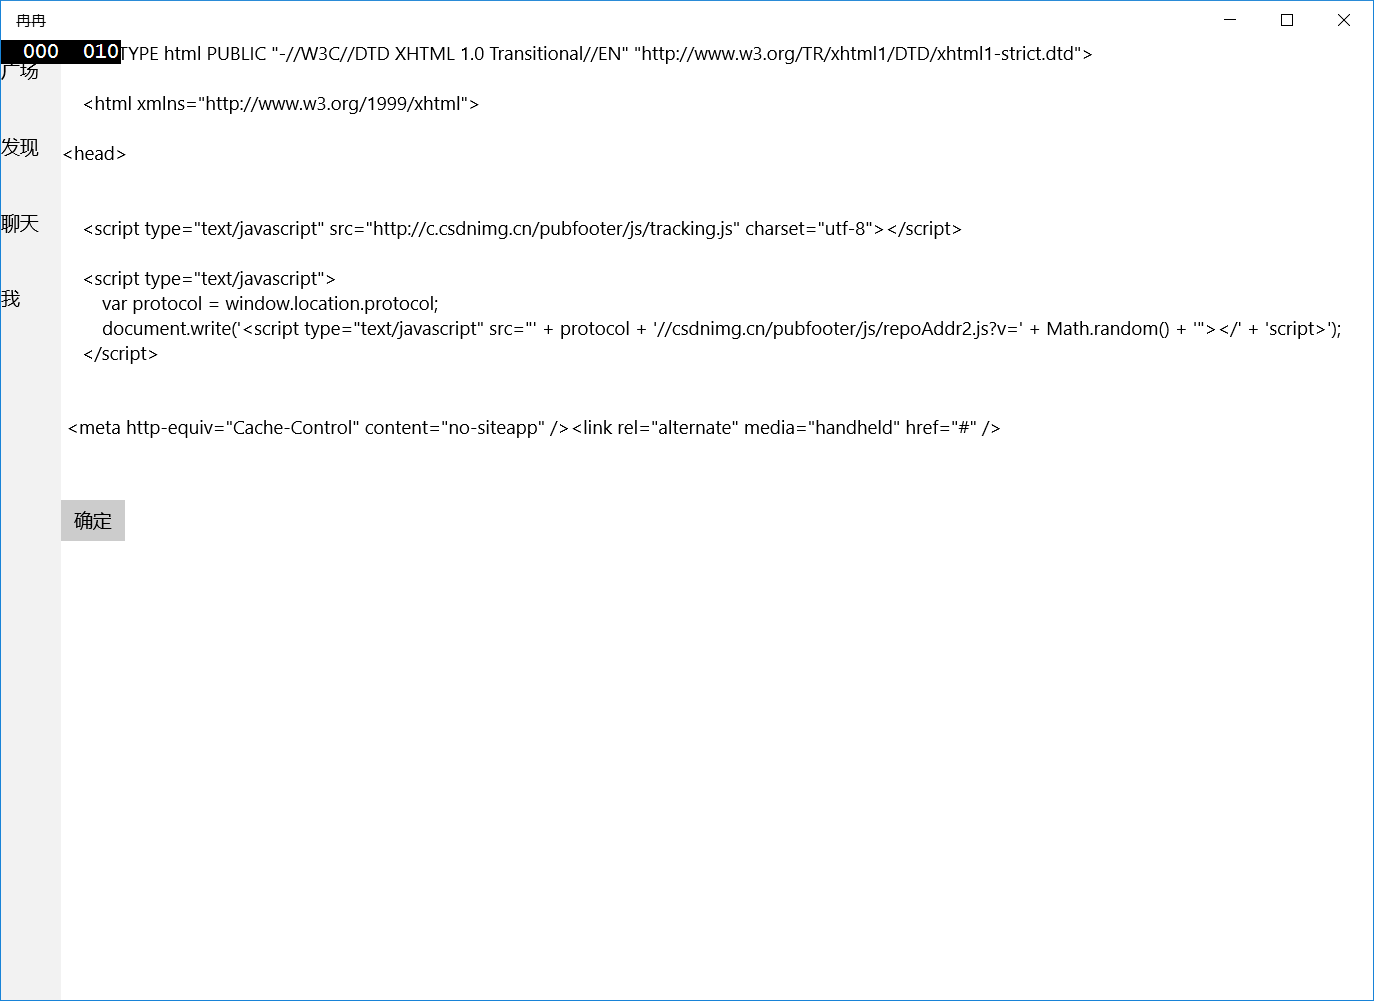 冉冉
000 010
TYPE html PUBLIC "-//W3C//DTD XHTML 1.0 Transitional//EN" "http://www.w3.org/TR/xhtml1/DTD/xhtml1-strict.dtd">
广场
<html xmlns="http://www.w3.org/1999/xhtml">
发现
<head>
聊天
<script type="text/javascript" src="http://c.csdnimg.cn/pubfooter/js/tracking.js" charset="utf-8"></script>
<script type="text/javascript">
我
var protocol = window.location.protocol;
document.write('<script type="text/javascript" src="' + protocol + '//csdnimg.cn/pubfooter/js/repoAddr2.js?v=' + Math.random() + '"></' + 'script>');
</script>
<meta http-equiv="Cache-Control" content="no-siteapp" /><link rel="alternate" media="handheld" href="#" />
确定